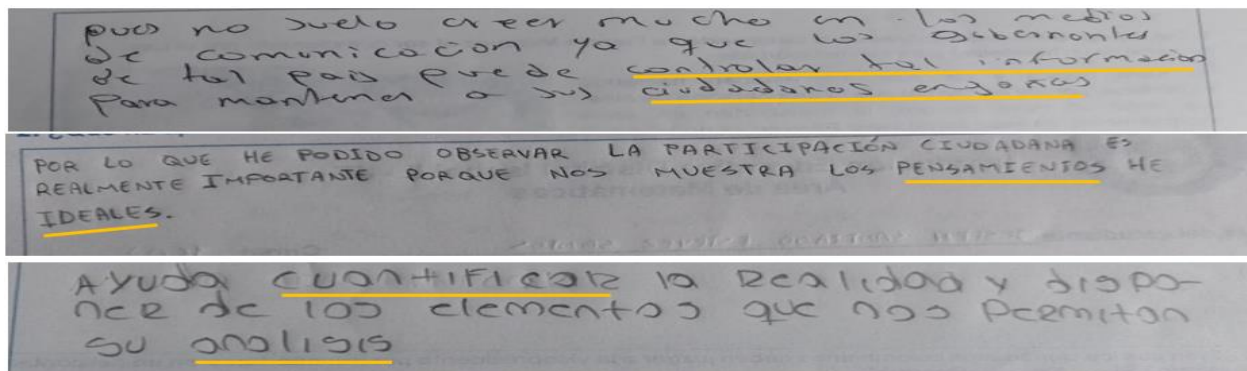 pues no suelo creer mucho en los medios
de comunicacion ya que los gobernantes
de tal pais puede controlar tal informacion
para mantener a sus ciudadanos engañas
POR LO QUE HE PODIDO OBSERVAR LA PARTICIPACIÓN CIUDADANA ES
REALMENTE IMPORTANTE PORQUE NOS MUESTRA LOS PENSAMIENTOS HE
IDEALES.
AYUDA CUANTIFICAR la Realidad y dispo-
ner de los elementos que nos permitan
su analisis